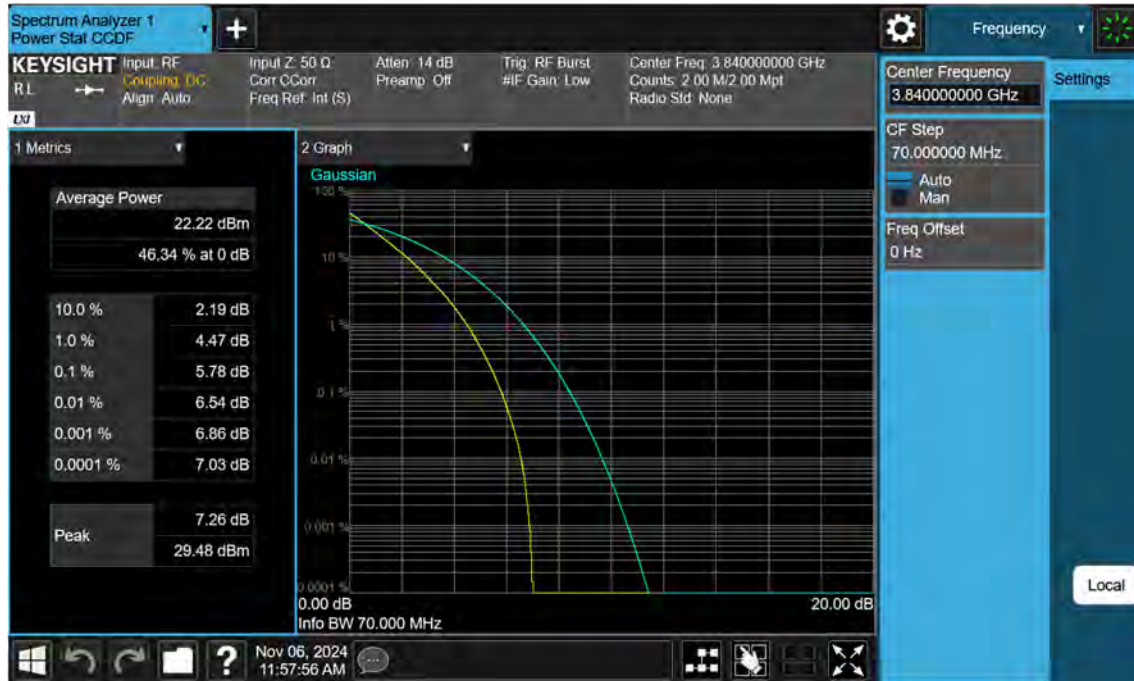 Spectrum Analyzer 1
Power Stat CCDF
Frequency
KEYSIGHT
RL
LXI
Input: RF
Coupling: DC
Align: Auto
Input Z: 50 Ω
Corr CCorr
Freq Ref: Int (S)
Atten: 14 dB
Preamp: Off
Trig: RF Burst
#IF Gain: Low
Center Freq: 3.840000000 GHz
Counts: 2.00 M/2.00 Mpt
Radio Std: None
Center Frequency
3.840000000 GHz
Settings
CF Step
70.000000 MHz
Auto
Man
Freq Offset
0 Hz
1 Metrics
Average Power
22.22 dBm
46.34 % at 0 dB
10.0 % 2.19 dB
1.0 % 4.47 dB
0.1 % 5.78 dB
0.01 % 6.54 dB
0.001 % 6.86 dB
0.0001 % 7.03 dB
Peak
7.26 dB
29.48 dBm
2 Graph
Gaussian
100 %
10 %
1 %
0.1 %
0.01 %
0.001 %
0.0001 %
0.00 dB 20.00 dB
Info BW 70.000 MHz
Local
?
Nov 06, 2024
11:57:56 AM